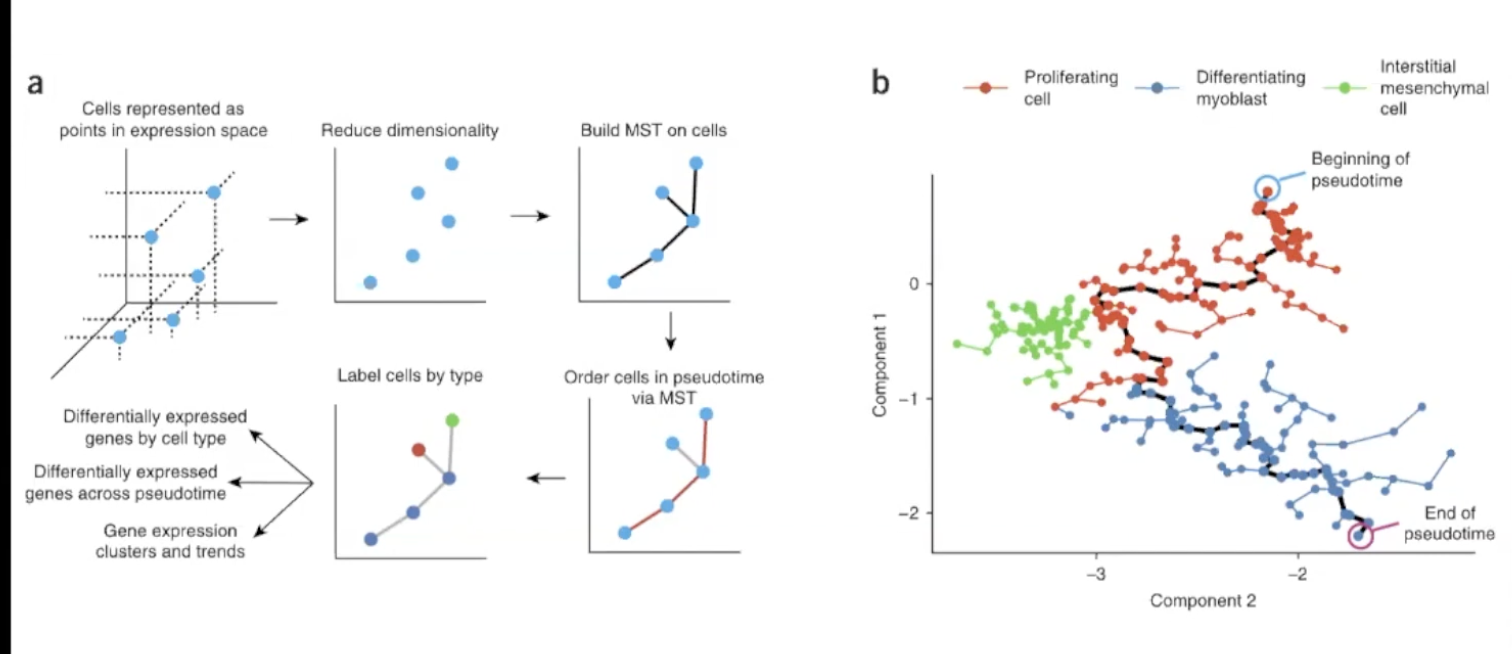 a
Cells represented as
points in expression space
Reduce dimensionality
Build MST on cells
Order cells in pseudotime
via MST
Label cells by type
Differentially expressed
genes by cell type
Differentially expressed
genes across pseudotime
Gene expression
clusters and trends
b
Proliferating
cell
Differentiating
myoblast
Interstitial
mesenchymal
cell
Beginning of
pseudotime
0
−1
−2
Component 1
End of
pseudotime
−3
−2
Component 2